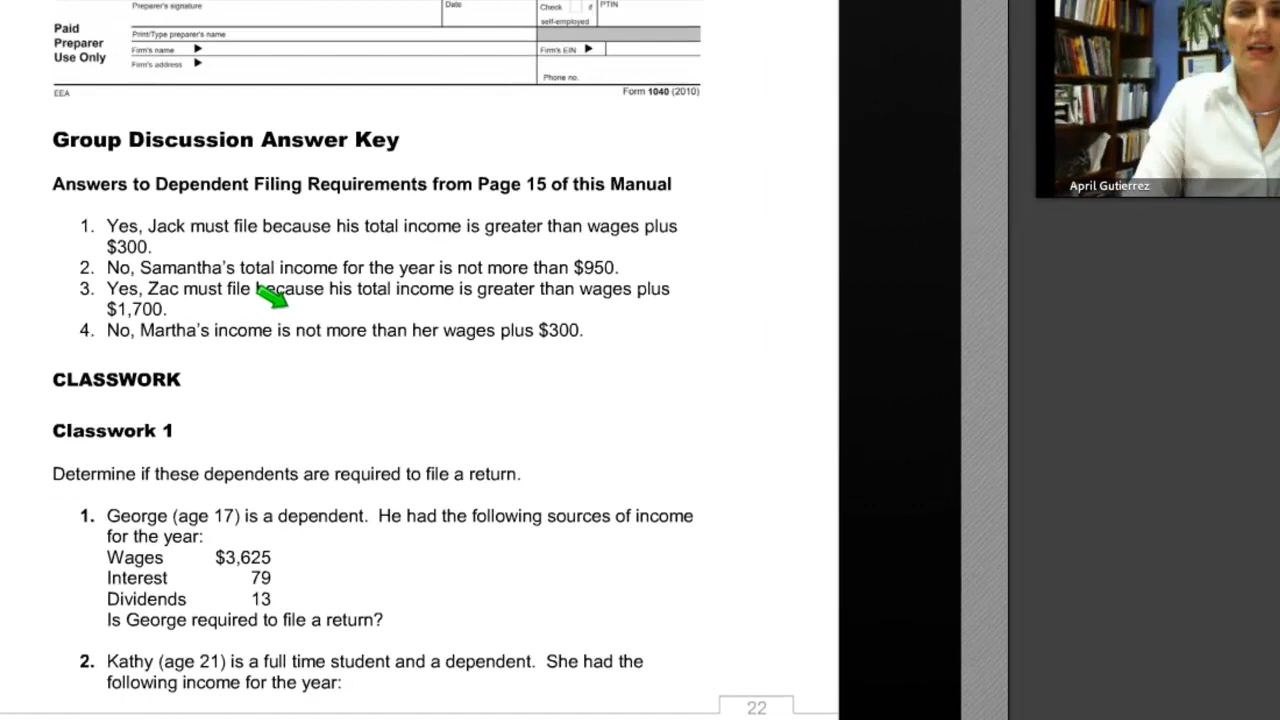 Preparer's signature
Date
Check if
self-employed
PTIN
Paid
Preparer
Use Only
Print/Type preparer's name
Firm's name
Firm's EIN
Firm's address
Phone no.
EEA
Form 1040 (2010)
Group Discussion Answer Key
Answers to Dependent Filing Requirements from Page 15 of this Manual
1. Yes, Jack must file because his total income is greater than wages plus
$300.
2. No, Samantha's total income for the year is not more than $950.
3. Yes, Zac must file because his total income is greater than wages plus
$1,700.
4. No, Martha's income is not more than her wages plus $300.
CLASSWORK
Classwork 1
Determine if these dependents are required to file a return.
1. George (age 17) is a dependent. He had the following sources of income
for the year:
Wages $3,625
Interest 79
Dividends 13
Is George required to file a return?
2. Kathy (age 21) is a full time student and a dependent. She had the
following income for the year:
22
April Gutierrez